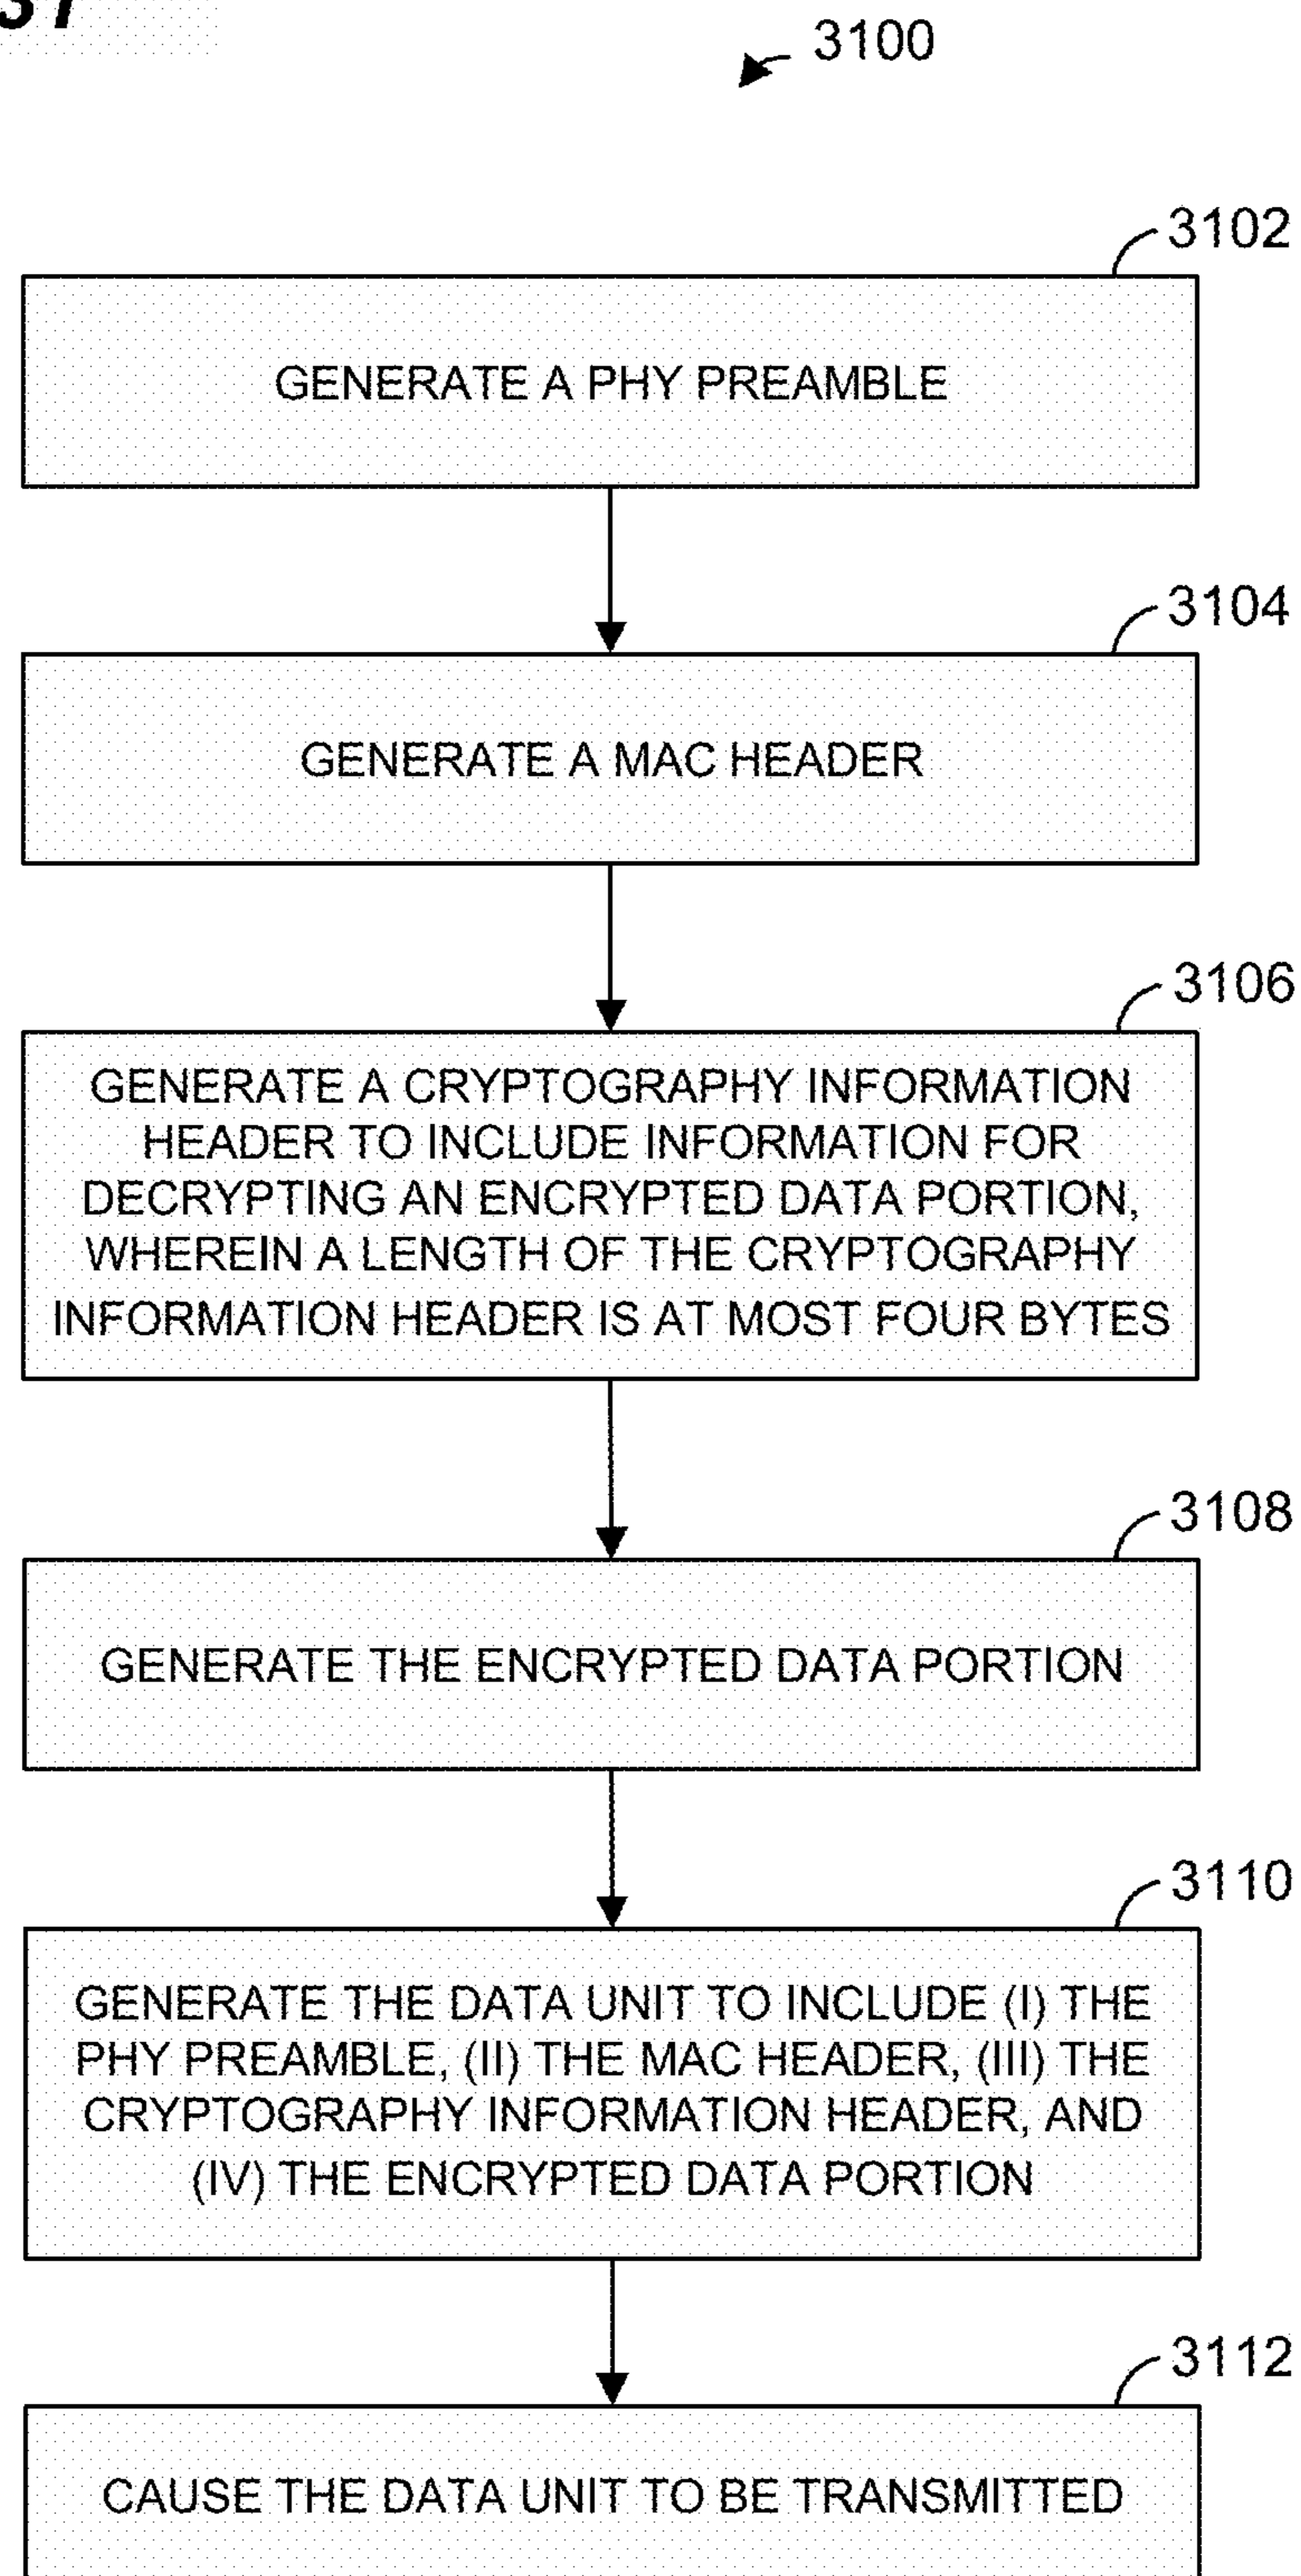 31
3100
3102
GENERATE A PHY PREAMBLE
3104
GENERATE A MAC HEADER
3106
GENERATE A CRYPTOGRAPHY INFORMATION
HEADER TO INCLUDE INFORMATION FOR
DECRYPTING AN ENCRYPTED DATA PORTION,
WHEREIN A LENGTH OF THE CRYPTOGRAPHY
INFORMATION HEADER IS AT MOST FOUR BYTES
3108
GENERATE THE ENCRYPTED DATA PORTION
3110
GENERATE THE DATA UNIT TO INCLUDE (I) THE
PHY PREAMBLE, (II) THE MAC HEADER, (III) THE
CRYPTOGRAPHY INFORMATION HEADER, AND
(IV) THE ENCRYPTED DATA PORTION
3112
CAUSE THE DATA UNIT TO BE TRANSMITTED